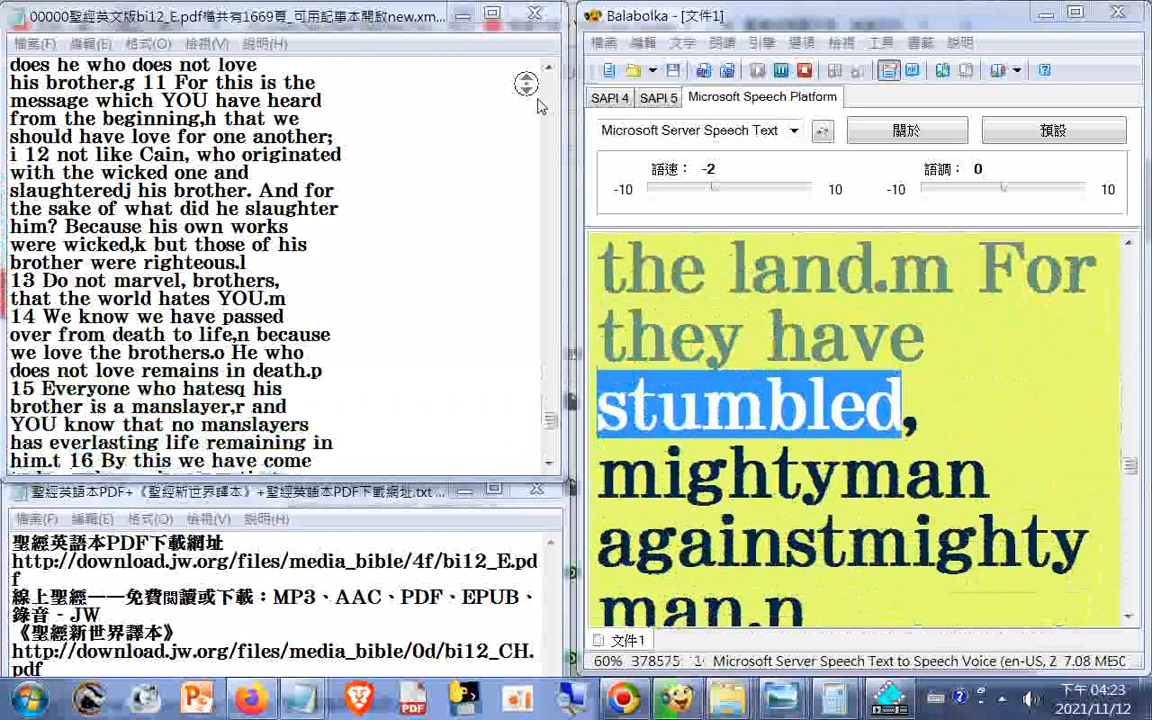 00000聖經英文版bi12_E.pdf檔共有1669頁_可用記事本開啟new.xm...
檔案(F) 編輯(E) 格式(O) 檢視(V) 說明(H)
does he who does not love
his brother.g 11 For this is the
message which YOU have heard
from the beginning,h that we
should have love for one another;
i 12 not like Cain, who originated
with the wicked one and
slaughteredj his brother. And for
the sake of what did he slaughter
him? Because his own works
were wicked,k but those of his
brother were righteous.l
13 Do not marvel, brothers,
that the world hates YOU.m
14 We know we have passed
over from death to life,n because
we love the brothers.o He who
does not love remains in death.p
15 Everyone who hatesq his
brother is a manslayer,r and
YOU know that no manslayers
has everlasting life remaining in
him.t 16 By this we have come
聖經英語本PDF+《聖經新世界譯本》+聖經英語本PDF下載網址.txt ...
檔案(F) 編輯(E) 格式(O) 檢視(V) 說明(H)
聖經英語本PDF下載網址
http://download.jw.org/files/media_bible/4f/bi12_E.pd
f
線上聖經——免費閱讀或下載：MP3、AAC、PDF、EPUB、
錄音 - JW
《聖經新世界譯本》
http://download.jw.org/files/media_bible/0d/bi12_CH.
pdf
Balabolka - [文件1]
檔案 編輯 文字 朗讀 引擎 選項 檢視 工具 書籤 說明
SAPI 4 SAPI 5 Microsoft Speech Platform
Microsoft Server Speech Text 關於 預設
語速： -2 語調： 0
-10 10 -10 10
the land.m For
they have
stumbled,
mightyman
againstmighty
man.n
文件1
60% 378575 Microsoft Server Speech Text to Speech Voice (en-US, Z 7.08 МБ
下午 04:23
2021/11/12